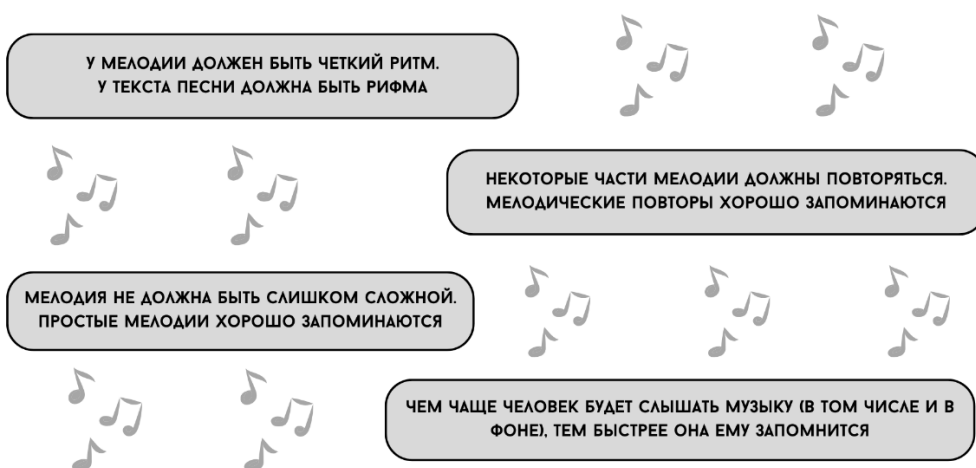 У МЕЛОДИИ ДОЛЖЕН БЫТЬ ЧЕТКИЙ РИТМ.
У ТЕКСТА ПЕСНИ ДОЛЖНА БЫТЬ РИФМА
НЕКОТОРЫЕ ЧАСТИ МЕЛОДИИ ДОЛЖНЫ ПОВТОРЯТЬСЯ.
МЕЛОДИЧЕСКИЕ ПОВТОРЫ ХОРОШО ЗАПОМИНАЮТСЯ
МЕЛОДИЯ НЕ ДОЛЖНА БЫТЬ СЛИШКОМ СЛОЖНОЙ.
ПРОСТЫЕ МЕЛОДИИ ХОРОШО ЗАПОМИНАЮТСЯ
ЧЕМ ЧАЩЕ ЧЕЛОВЕК БУДЕТ СЛЫШАТЬ МУЗЫКУ (В ТОМ ЧИСЛЕ И В
ФОНЕ), ТЕМ БЫСТРЕЕ ОНА ЕМУ ЗАПОМНИТСЯ